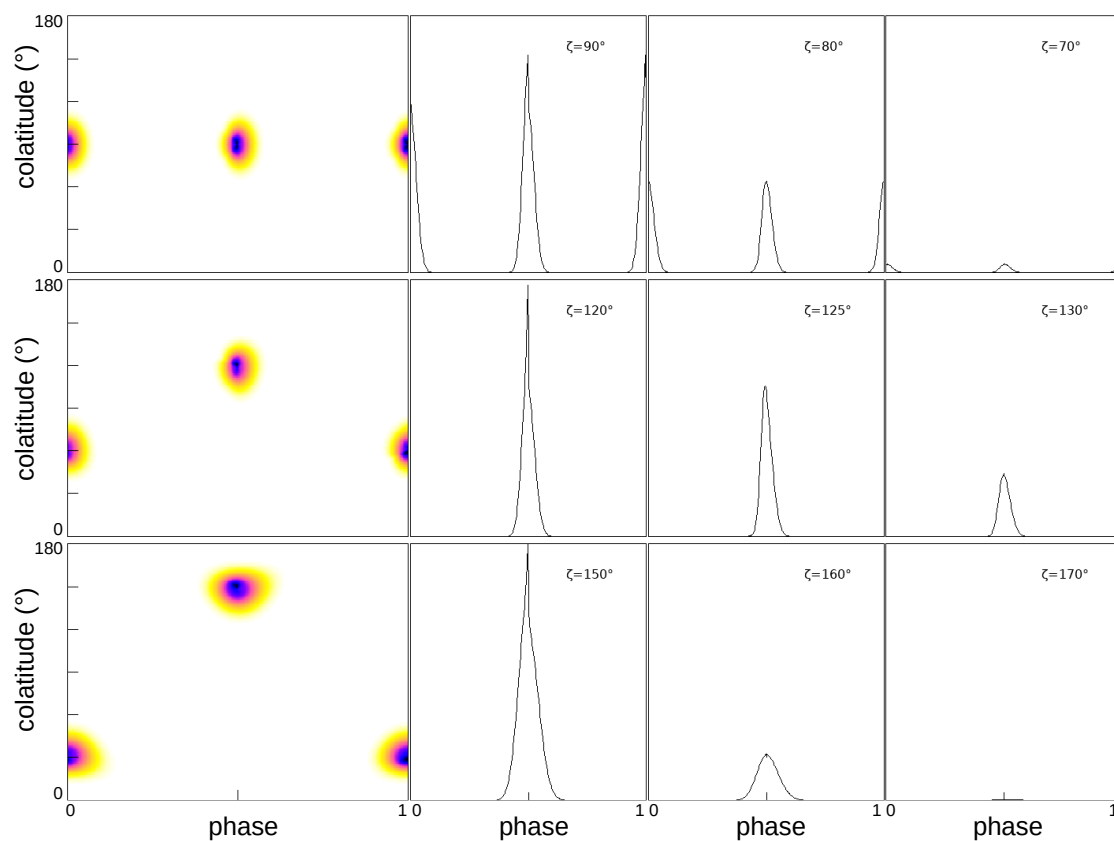 180
colatitude (°)
0
ζ=90°
ζ=80°
ζ=70°
180
colatitude (°)
0
ζ=120°
ζ=125°
ζ=130°
180
colatitude (°)
0
ζ=150°
ζ=160°
ζ=170°
0 1 0 1 0 1 0 1
phase phase phase phase